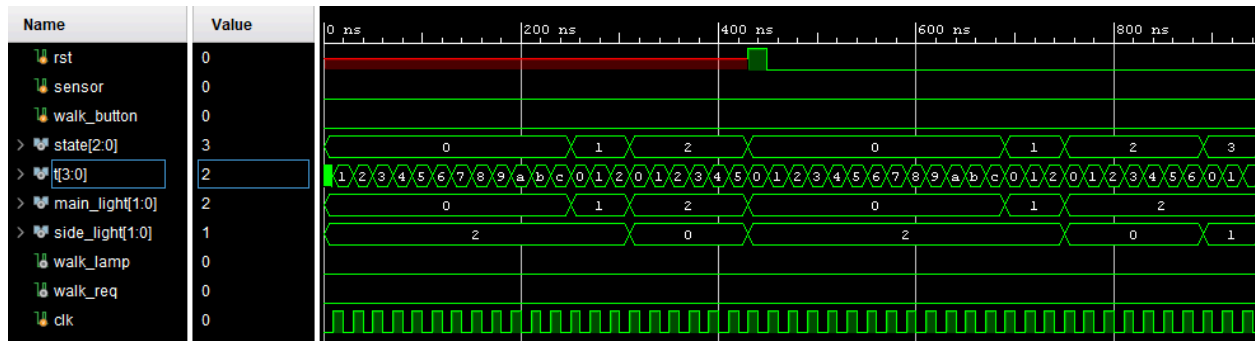 Name Value 0 ns 200 ns 400 ns 600 ns 800 ns
rst 0
sensor 0
walk_button 0
state[2:0] 3 0 1 2 0 1 2 3
t[3:0] 2 1 2 3 4 5 6 7 8 9 a b c 0 1 2 0 1 2 3 4 5 0 1 2 3 4 5 6 7 8 9 a b c 0 1 2 0 1 2 3 4 5 6 0 1
main_light[1:0] 2 0 1 2 0 1 2
side_light[1:0] 1 2 0 2 0 1
walk_lamp 0
walk_req 0
clk 0